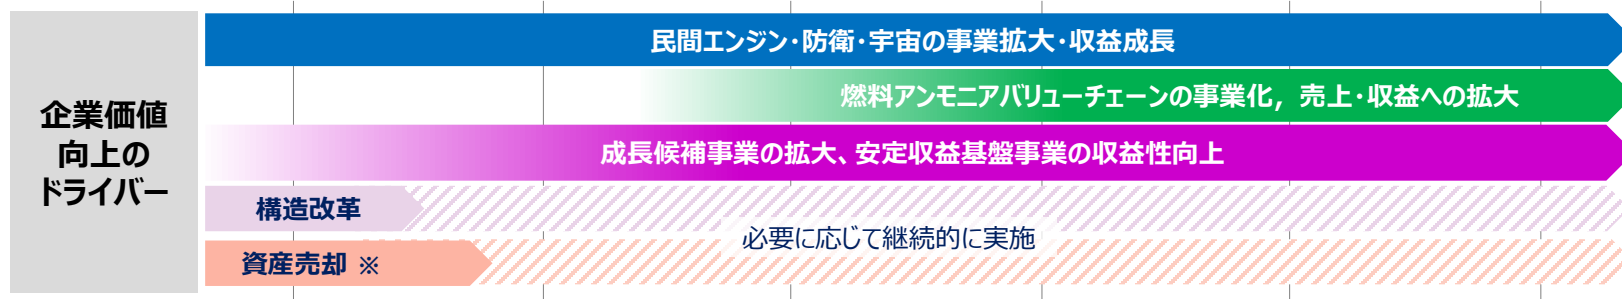 企業価値
向上の
ドライバー
民間エンジン・防衛・宇宙の事業拡大・収益成長
燃料アンモニアバリューチェーンの事業化，売上・収益への拡大
成長候補事業の拡大、安定収益基盤事業の収益性向上
構造改革
必要に応じて継続的に実施
資産売却 ※